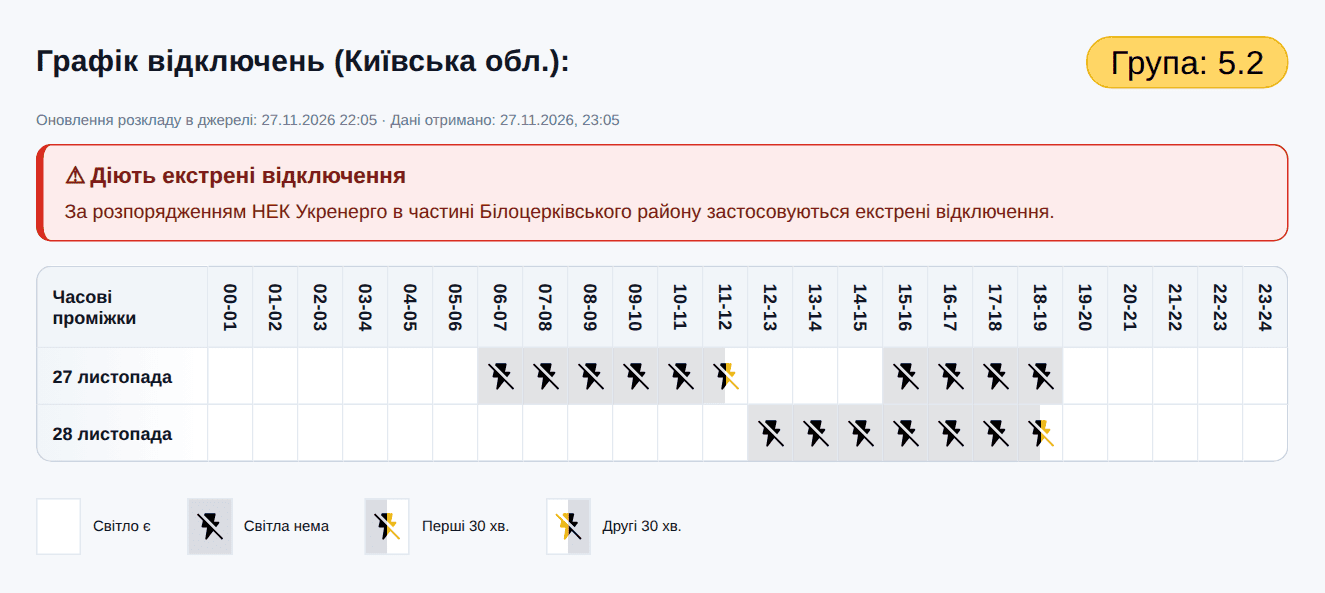 Графік відключень (Київська обл.):
Група: 5.2
Оновлення розкладу в джерелі: 27.11.2026 22:05 · Дані отримано: 27.11.2026, 23:05
⚠ Діють екстрені відключення
За розпорядженням НЕК Укренерго в частині Білоцерківського району застосовуються екстрені відключення.
Часові
проміжки
00-01
01-02
02-03
03-04
04-05
05-06
06-07
07-08
08-09
09-10
10-11
11-12
12-13
13-14
14-15
15-16
16-17
17-18
18-19
19-20
20-21
21-22
22-23
23-24
27 листопада
28 листопада
Світло є
Світла нема
Перші 30 хв.
Другі 30 хв.